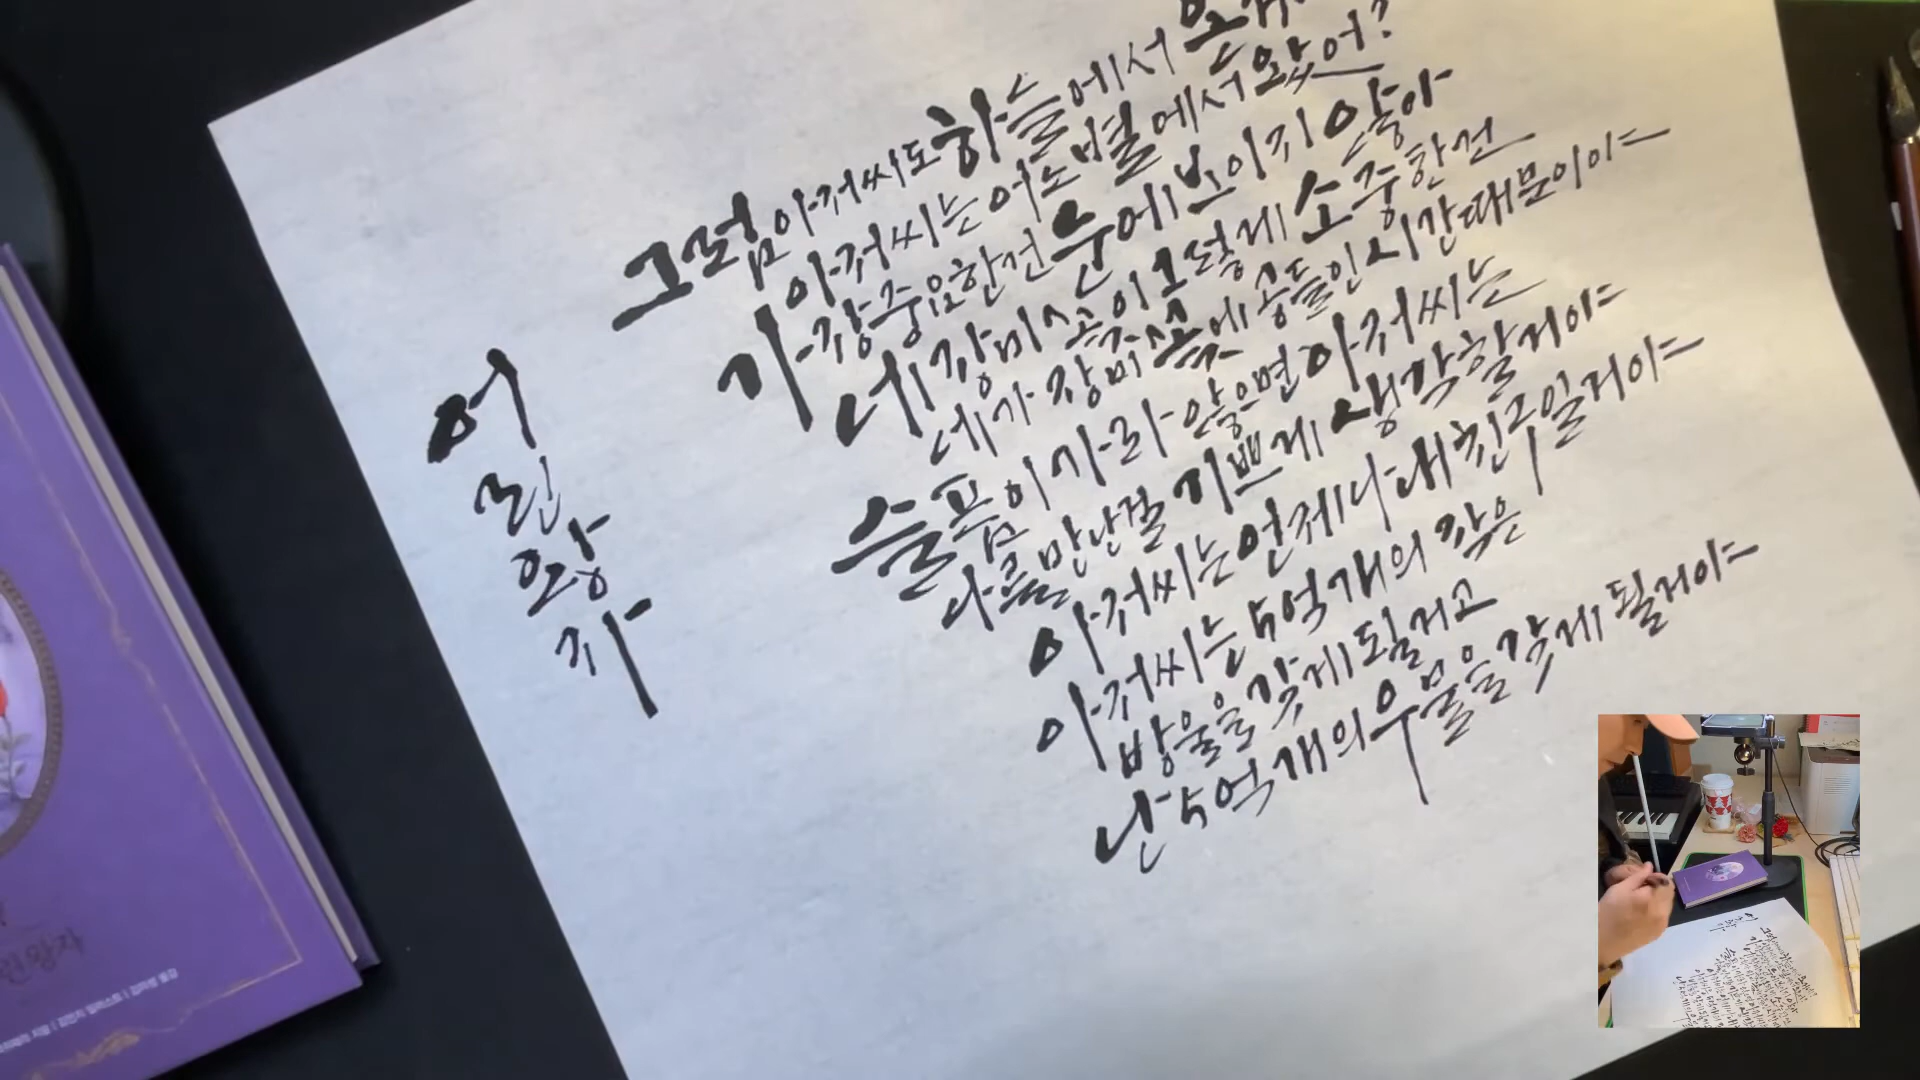 어린왕자
그럼 아저씨도 하늘에서 온
아저씨는 어느 별에서 왔어?
가장 중요한 건 눈에 보이지 않아
네 장미꽃이 그렇게 소중한 건
네가 장미꽃에 공들인 시간 때문이야
슬픔이 가라앉으면 아저씨는
나를 만난 걸 기쁘게 생각할 거야
아저씨는 언제나 내 친구일 거야
아저씨는 5억 개의 작은
방울을 갖게 될 거고
난 5억 개의 우물을 갖게 될 거야
린왕자